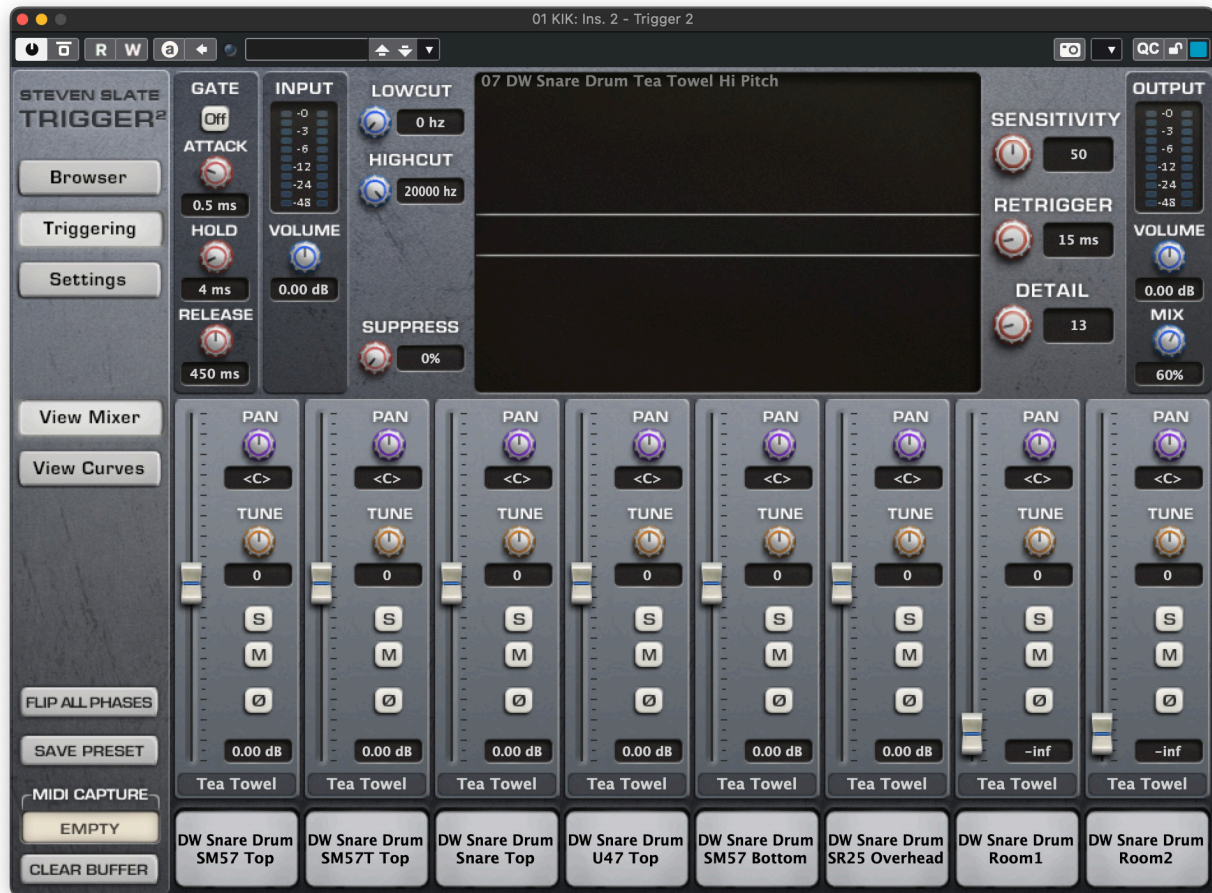 01 KIK: Ins. 2 - Trigger 2
R W a QC
STEVEN SLATE
TRIGGER2
Browser
Triggering
Settings
View Mixer
View Curves
FLIP ALL PHASES
SAVE PRESET
MIDI CAPTURE
EMPTY
CLEAR BUFFER
GATE
Off
ATTACK
0.5 ms
HOLD
4 ms
RELEASE
450 ms
INPUT
-0
-3
-6
-12
-24
-48
VOLUME
0.00 dB
LOWCUT
0 hz
HIGHCUT
20000 hz
SUPPRESS
0%
07 DW Snare Drum Tea Towel Hi Pitch
SENSITIVITY
50
RETRIGGER
15 ms
DETAIL
13
OUTPUT
-0
-3
-6
-12
-24
-48
VOLUME
0.00 dB
MIX
60%
PAN PAN PAN PAN PAN PAN PAN PAN
<C> <C> <C> <C> <C> <C> <C> <C>
TUNE TUNE TUNE TUNE TUNE TUNE TUNE TUNE
0 0 0 0 0 0 0 0
S S S S S S S S
M M M M M M M M
Ø Ø Ø Ø Ø Ø Ø Ø
0.00 dB 0.00 dB 0.00 dB 0.00 dB 0.00 dB 0.00 dB -inf -inf
Tea Towel Tea Towel Tea Towel Tea Towel Tea Towel Tea Towel Tea Towel Tea Towel
DW Snare Drum DW Snare Drum DW Snare Drum DW Snare Drum DW Snare Drum DW Snare Drum DW Snare Drum DW Snare Drum
SM57 Top SM57T Top Snare Top U47 Top SM57 Bottom SR25 Overhead Room1 Room2